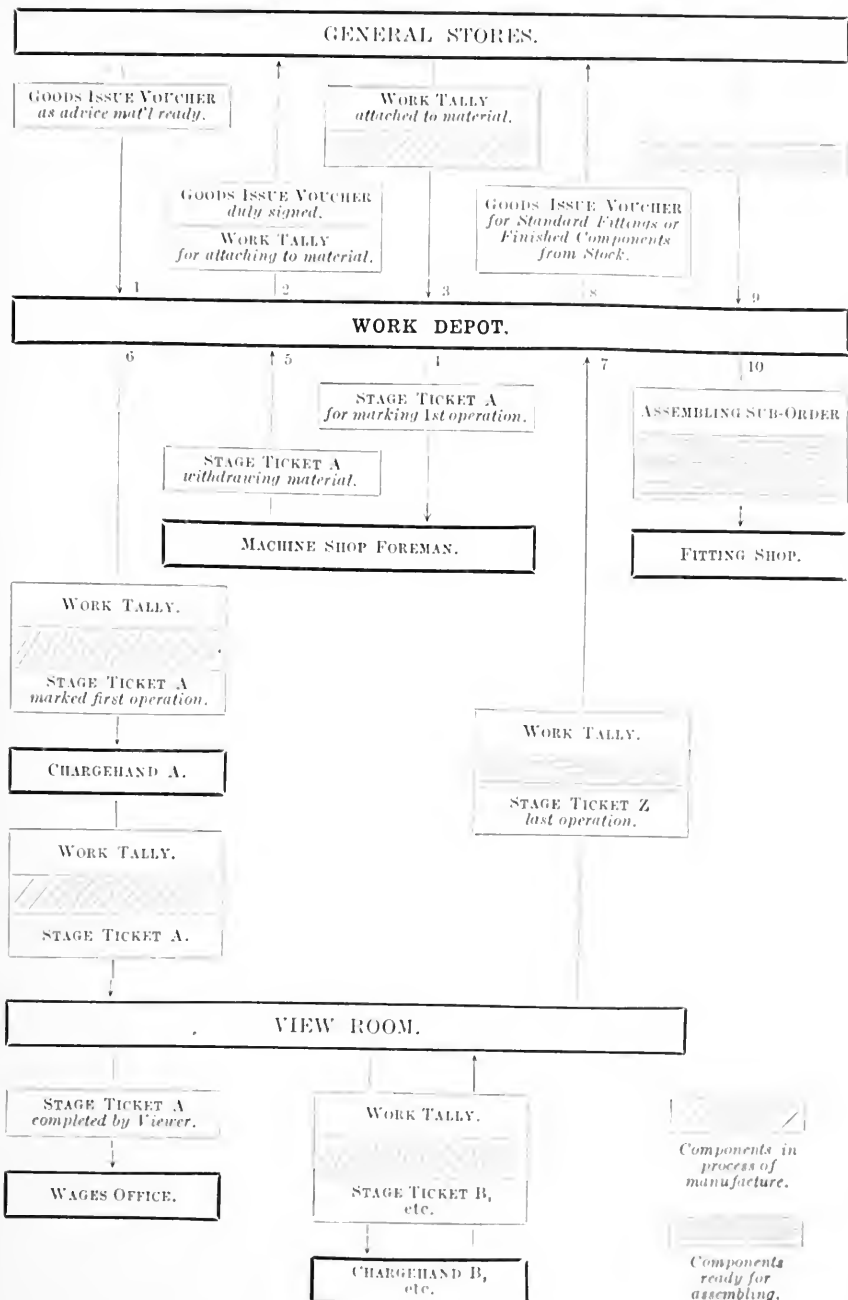 GENERAL STORES.
GOODS ISSUE VOUCHER
as advice mat'l ready.
WORK TALLY
attached to material.
GOODS ISSUE VOUCHER
duly signed.
WORK TALLY
for attaching to material.
GOODS ISSUE VOUCHER
for Standard Fittings or
Finished Components
from Stock.
1 2 3 8 9
WORK DEPOT.
6 5 4 7 10
STAGE TICKET A
for marking 1st operation.
ASSEMBLING SUB-ORDER
STAGE TICKET A
withdrawing material.
MACHINE SHOP FOREMAN.
FITTING SHOP.
WORK TALLY.
STAGE TICKET A
marked first operation.
CHARGEHAND A.
WORK TALLY.
STAGE TICKET Z
last operation.
WORK TALLY.
STAGE TICKET A.
VIEW ROOM.
STAGE TICKET A
completed by Viewer.
WAGES OFFICE.
WORK TALLY.
STAGE TICKET B,
etc.
CHARGEHAND B,
etc.
Components in
process of
manufacture.
Components
ready for
assembling.